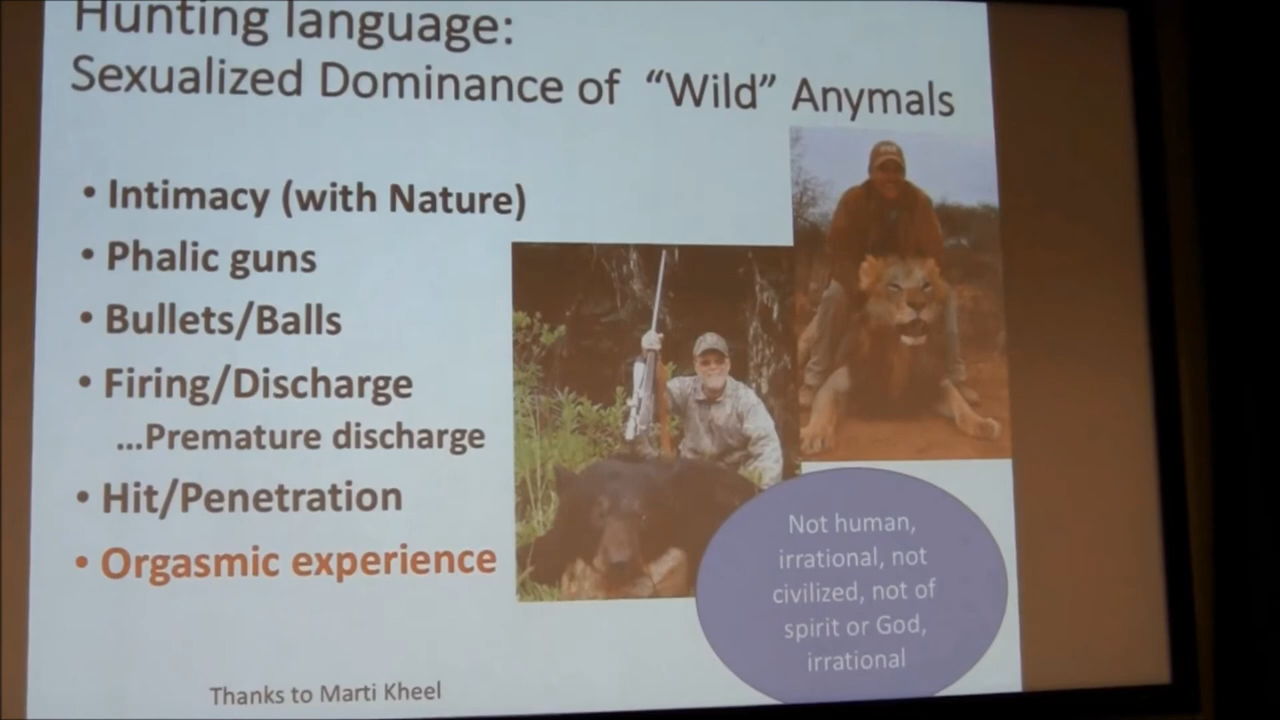 Hunting language:
Sexualized Dominance of “Wild” Anymals
• Intimacy (with Nature)
• Phalic guns
• Bullets/Balls
• Firing/Discharge
...Premature discharge
• Hit/Penetration
• Orgasmic experience
Not human,
irrational, not
civilized, not of
spirit or God,
irrational
Thanks to Marti Kheel